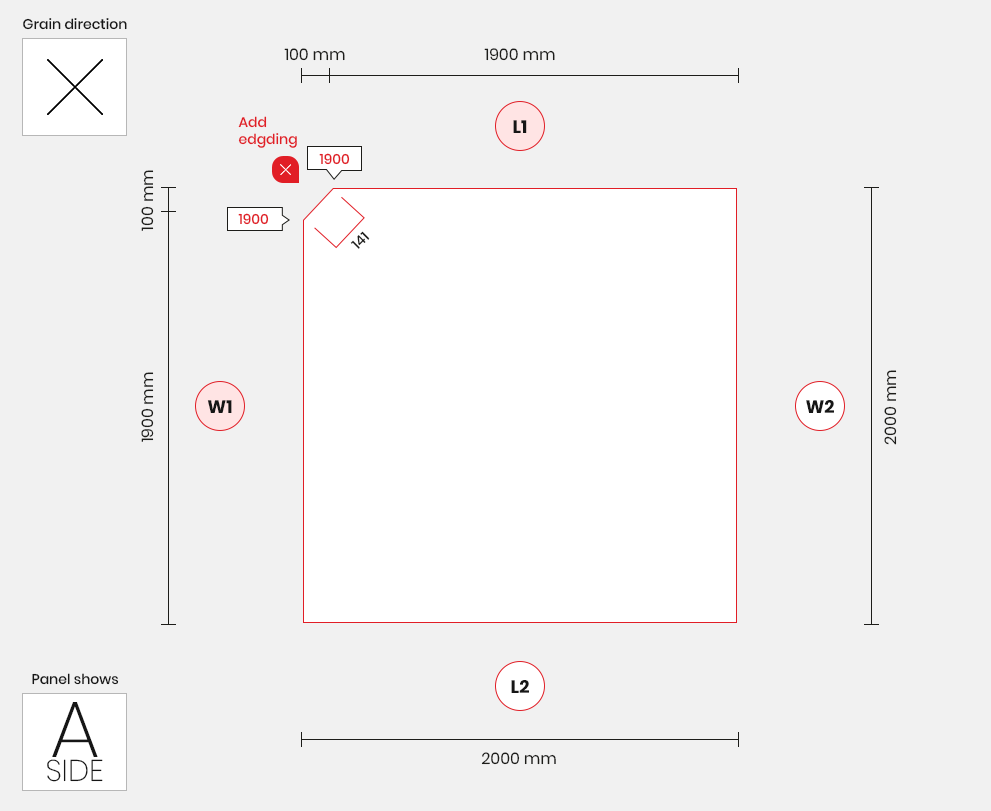 Grain direction
100 mm
1900 mm
L1
Add
edgding
1900
100 mm
1900
141
1900 mm
W1
W2
2000 mm
Panel shows
A
SIDE
L2
2000 mm